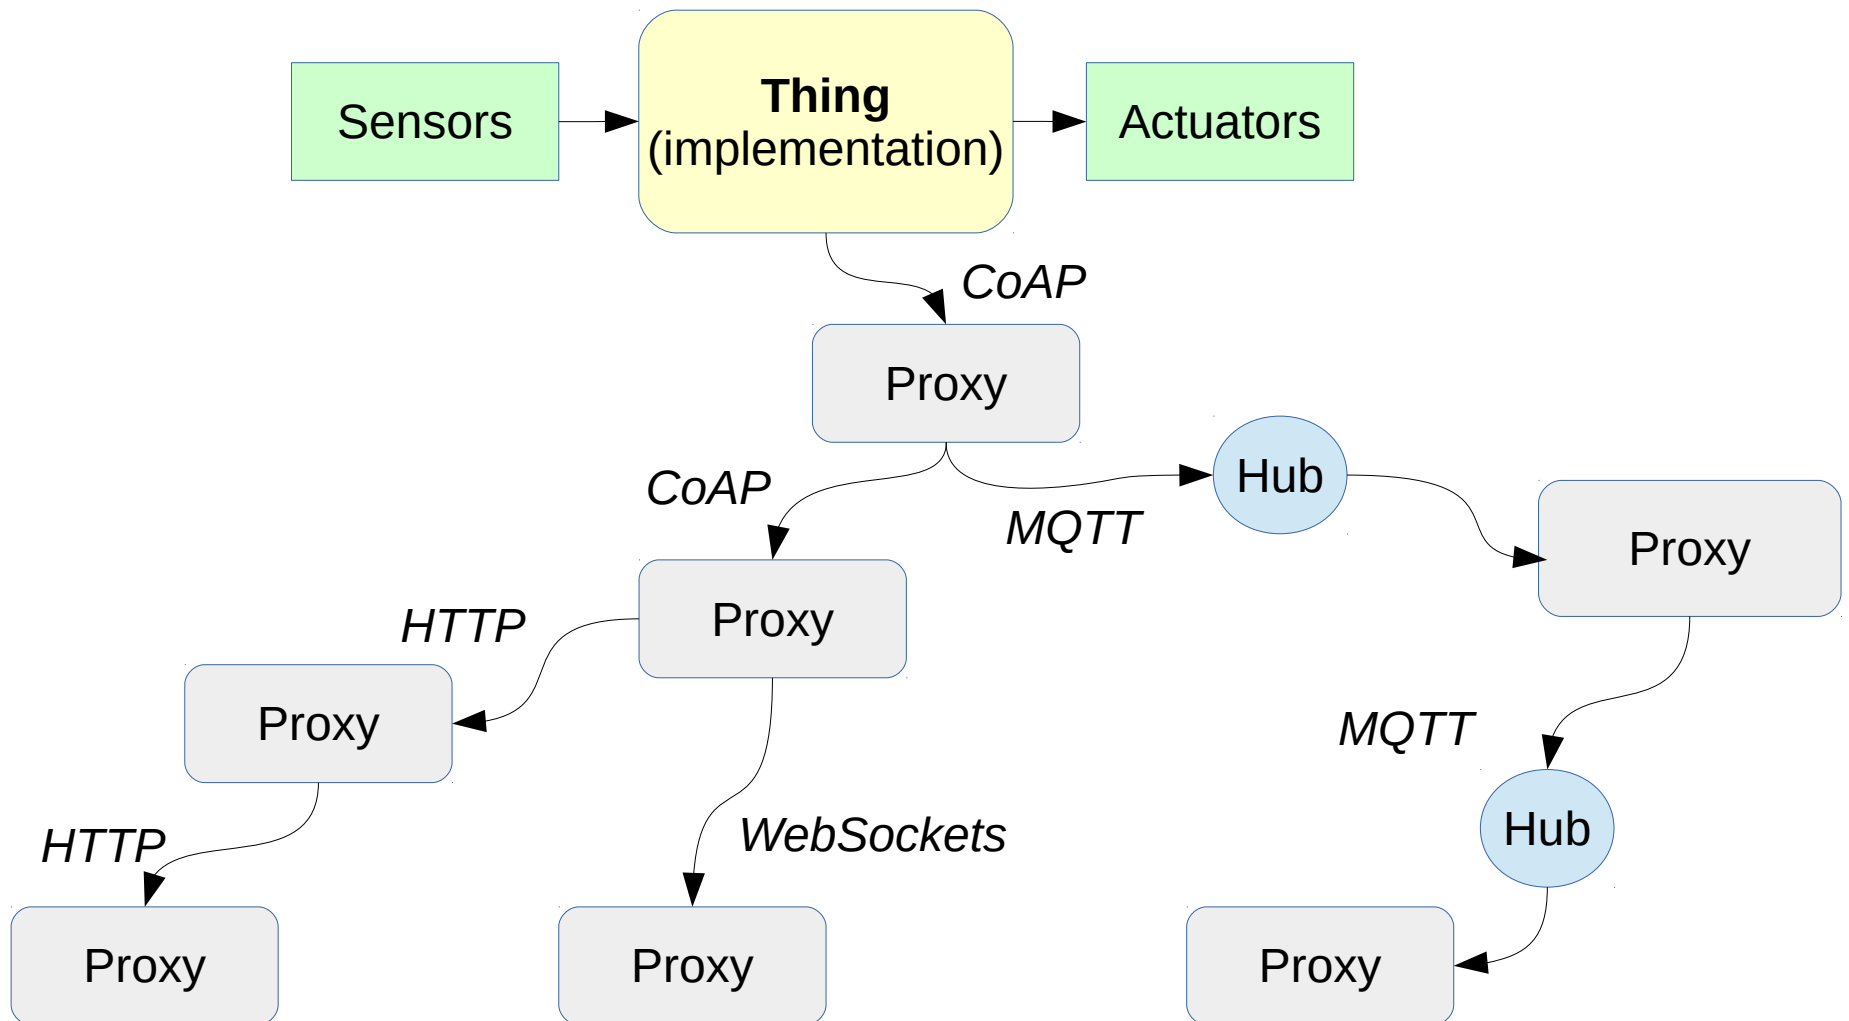 Sensors
Thing
(implementation)
Actuators
CoAP
Proxy
CoAP
MQTT
Hub
Proxy
HTTP
Proxy
Proxy
MQTT
HTTP
WebSockets
Hub
Proxy
Proxy
Proxy